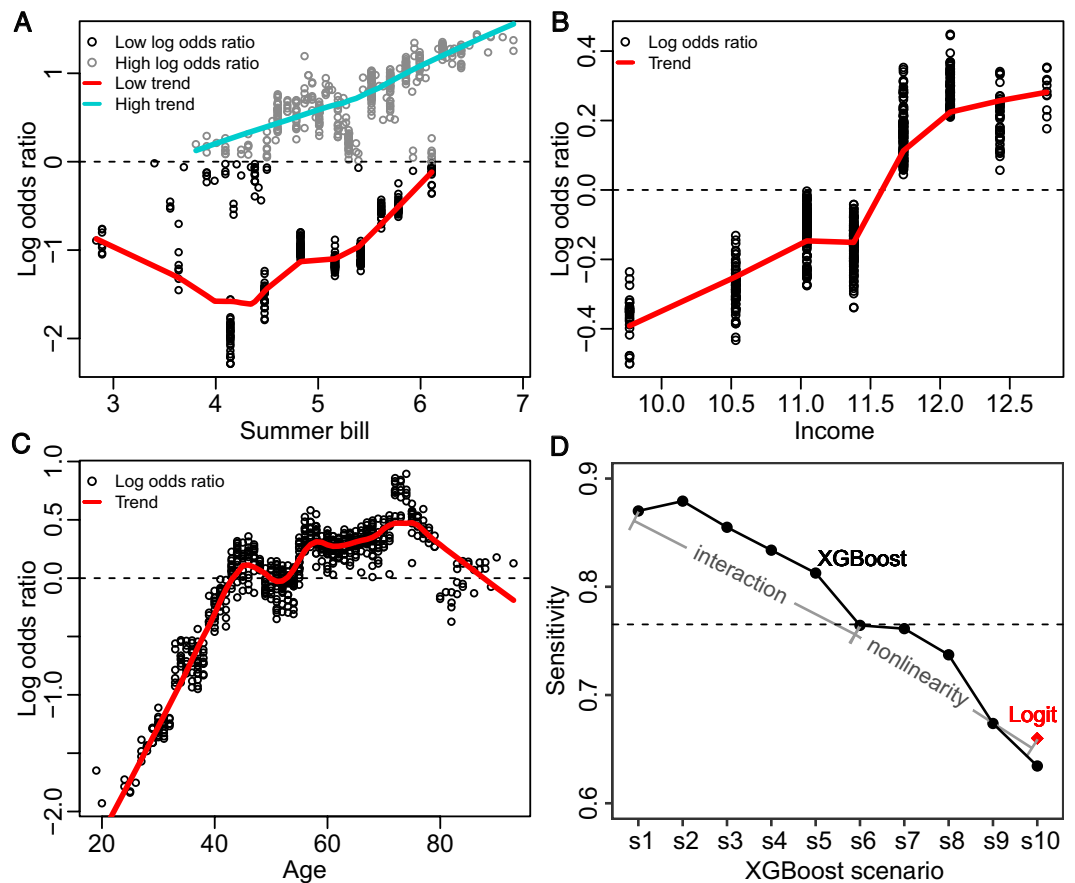 A
Low log odds ratio
High log odds ratio
Low trend
High trend
Log odds ratio
1
0
−1
−2
3 4 5 6 7
Summer bill
B
Log odds ratio
Trend
Log odds ratio
0.4
0.2
0.0
−0.2
−0.4
10.0 10.5 11.0 11.5 12.0 12.5
Income
C
Log odds ratio
Trend
Log odds ratio
1.0
0.5
0.0
−1.0
−2.0
20 40 60 80
Age
D
XGBoost
interaction
nonlinearity
Logit
Sensitivity
0.9
0.8
0.7
0.6
s1 s2 s3 s4 s5 s6 s7 s8 s9 s10
XGBoost scenario